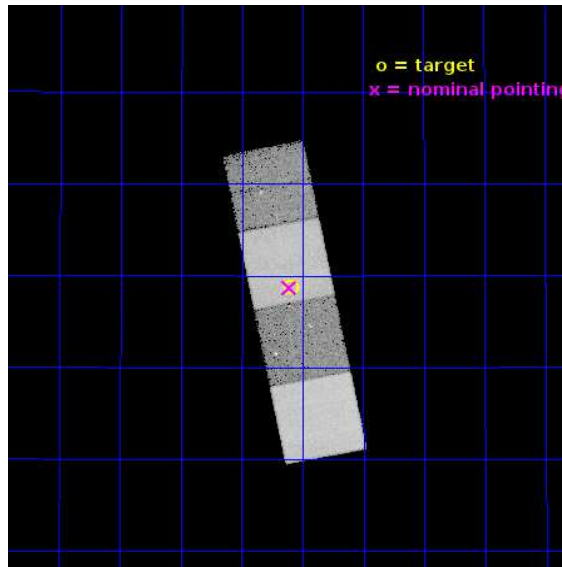 o = target
x = nominal pointing